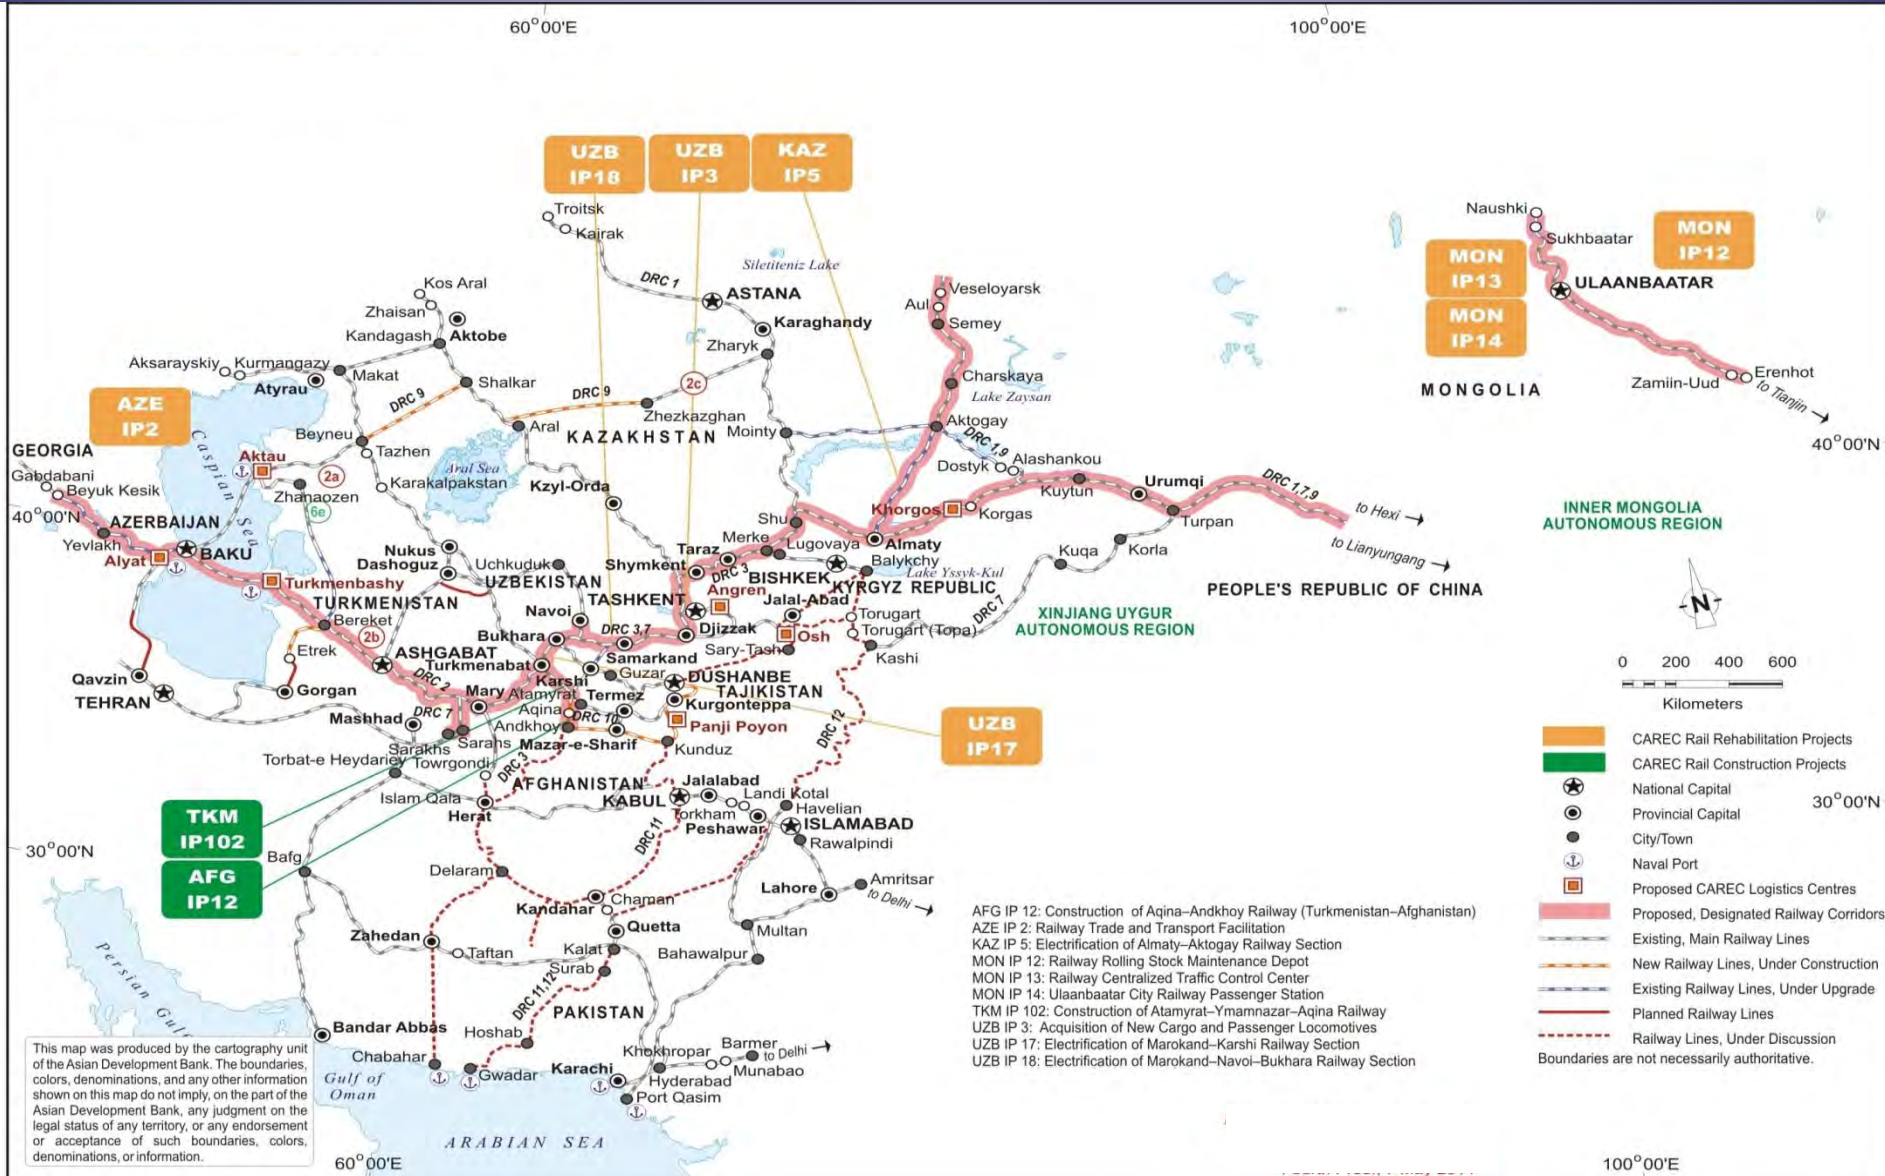 60°00'E
100°00'E
UZB
IP18
UZB
IP3
KAZ
IP5
Troitsk
Kairak
Naushki
Sukhbaatar
MON
IP12
MON
IP13
MON
IP14
ULAANBAATAR
Siletiteniz Lake
DRC 1
ASTANA
Kos Aral
Zhaisan
Kandagash
Aktobe
Karaghandy
Zharyk
Veseloyarsk
Aul
Semey
Aksarayskiy
Kurmangazy
Makat
Atyrau
Shalkar
DRC 9
DRC 9
2c
Zhezkazghan
Charskaya
Lake Zaysan
MONGOLIA
Zamiin-Uud
Erenhot
to Tianjin
AZE
IP2
Caspian Sea
Beyneu
Tazhen
Aral
KAZAKHSTAN
Mointy
Aktogay
DRC 1,9
Dostyk
Alashankou
40°00'N
GEORGIA
Gabdabani
Beyuk Kesik
Aktau
2a
Zhanaozen
6e
Karakalpakstan
Aral Sea
Kzyl-Orda
Kuytun
Urumqi
DRC 1,7,9
Khorgos
Korgas
Turpan
to Hexi
to Lianyungang
INNER MONGOLIA
AUTONOMOUS REGION
40°00'N
AZERBAIJAN
Yevlakh
BAKU
Alyat
Shu
Merke
Lugovaya
Almaty
Taraz
Shymkent
DRC 3
BISHKEK
Balykchy
Lake Yssyk-Kul
Kuqa
Korla
Nukus
Dashoguz
Uchkuduk
UZBEKISTAN
TASHKENT
Angren
KYRGYZ REPUBLIC
PEOPLE'S REPUBLIC OF CHINA
Turkmenbashy
TURKMENISTAN
Bereket
2b
Navoi
Bukhara
DRC 3,7
Djizzak
Jalal-Abad
Osh
Torugart
Torugart (Topa)
DRC 7
XINJIANG UYGUR
AUTONOMOUS REGION
N
Etrek
ASHGABAT
Turkmenabat
Samarkand
Sary-Tash
Kashi
Karshi
Guzar
DUSHANBE
TAJIKISTAN
Qavzin
TEHRAN
Gorgan
DRC 2
Mary
Atamyrat
Termez
Kurgonteppa
Aqina
DRC 10
Andkhoy
Panji Poyon
DRC 12
Mashhad
DRC 7
Sarakhs
Sarahs
Mazar-e-Sharif
Kunduz
UZB
IP17
Torbat-e Heydariey
Towrgondi
DRC 3
AFGHANISTAN
KABUL
Jalalabad
Landi Kotal
Havelian
Islam Qala
Herat
Torkham
Peshawar
ISLAMABAD
Rawalpindi
TKM
IP102
AFG
IP12
30°00'N
Bafg
Delaram
DRC 11
Lahore
Amritsar
to Delhi
Chaman
Kandahar
Quetta
Zahedan
Taftan
Kalat
Surab
Multan
Bahawalpur
DRC 11,12
PAKISTAN
Persian Gulf
Bandar Abbas
Chabahar
Hoshab
Gwadar
Karachi
Khokhropar
Barmer
to Delhi
Munabao
Hyderabad
Port Qasim
Gulf of
Oman
ARABIAN SEA
60°00'E
100°00'E
0 200 400 600
Kilometers
CAREC Rail Rehabilitation Projects
CAREC Rail Construction Projects
National Capital
30°00'N
Provincial Capital
City/Town
Naval Port
Proposed CAREC Logistics Centres
Proposed, Designated Railway Corridors
Existing, Main Railway Lines
New Railway Lines, Under Construction
Existing Railway Lines, Under Upgrade
Planned Railway Lines
Railway Lines, Under Discussion
Boundaries are not necessarily authoritative.
AFG IP 12: Construction of Aqina–Andkhoy Railway (Turkmenistan–Afghanistan)
AZE IP 2: Railway Trade and Transport Facilitation
KAZ IP 5: Electrification of Almaty–Aktogay Railway Section
MON IP 12: Railway Rolling Stock Maintenance Depot
MON IP 13: Railway Centralized Traffic Control Center
MON IP 14: Ulaanbaatar City Railway Passenger Station
TKM IP 102: Construction of Atamyrat–Ymamnazar–Aqina Railway
UZB IP 3: Acquisition of New Cargo and Passenger Locomotives
UZB IP 17: Electrification of Marokand–Karshi Railway Section
UZB IP 18: Electrification of Marokand–Navoi–Bukhara Railway Section
This map was produced by the cartography unit
of the Asian Development Bank. The boundaries,
colors, denominations, and any other information
shown on this map do not imply, on the part of the
Asian Development Bank, any judgment on the
legal status of any territory, or any endorsement
or acceptance of such boundaries, colors,
denominations, or information.